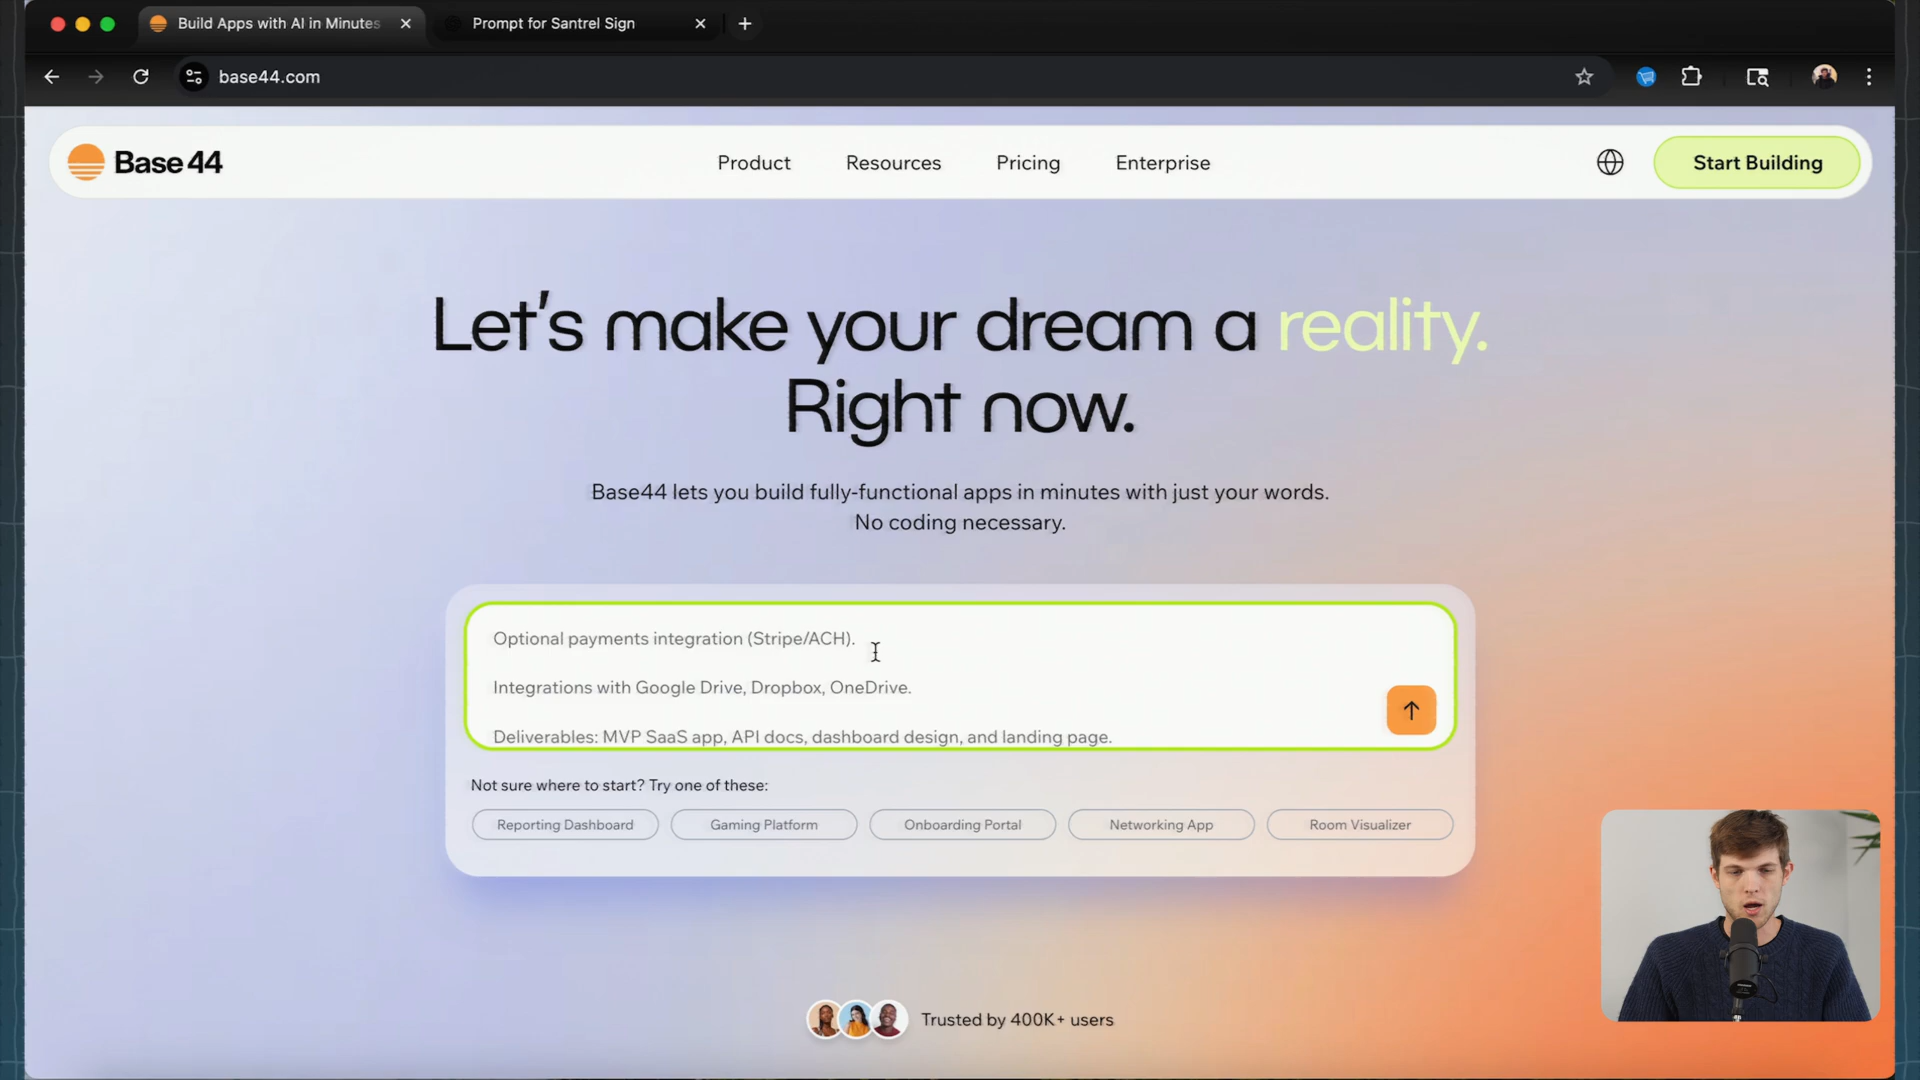 Build Apps with AI in Minutes
Prompt for Santrel Sign
base44.com
Base 44
Product
Resources
Pricing
Enterprise
Start Building
Let's make your dream a reality.
Right now.
Base44 lets you build fully-functional apps in minutes with just your words.
No coding necessary.
Optional payments integration (Stripe/ACH).
Integrations with Google Drive, Dropbox, OneDrive.
Deliverables: MVP SaaS app, API docs, dashboard design, and landing page.
Not sure where to start? Try one of these:
Reporting Dashboard
Gaming Platform
Onboarding Portal
Networking App
Room Visualizer
Trusted by 400K+ users